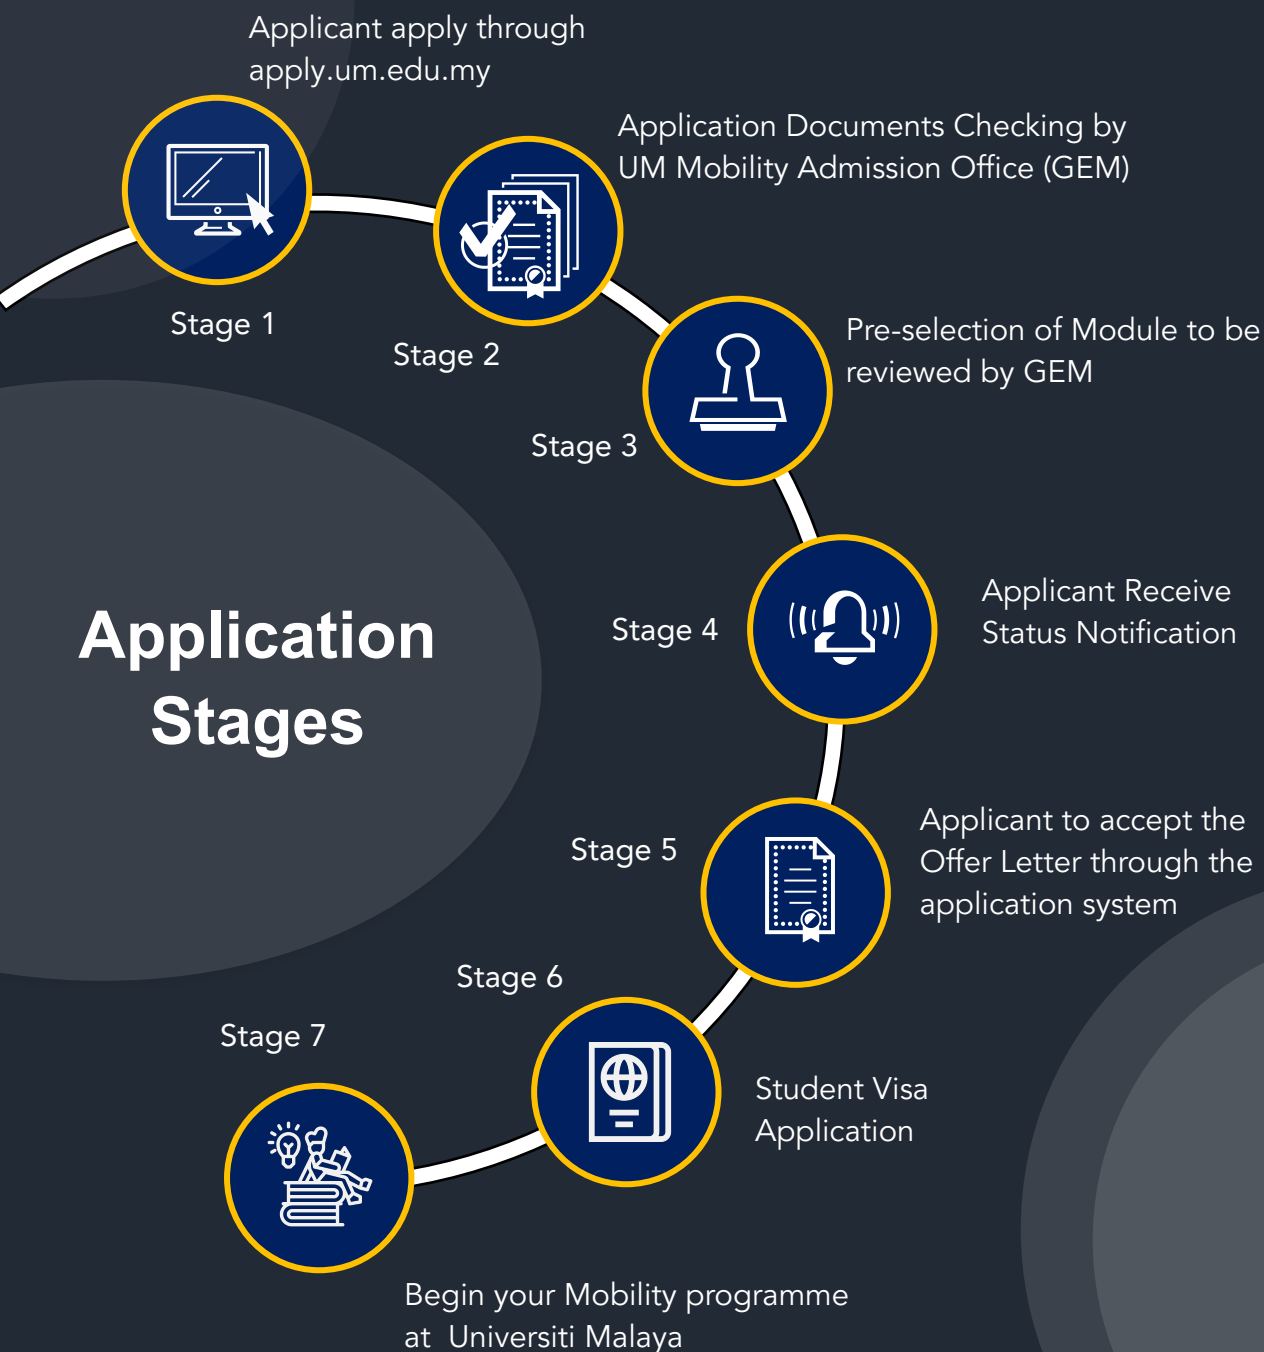 Applicant apply through
apply.um.edu.my
Stage 1
Application Documents Checking by
UM Mobility Admission Office (GEM)
Stage 2
Pre-selection of Module to be
reviewed by GEM
Stage 3
Applicant Receive
Status Notification
Stage 4
Application
Stages
Applicant to accept the
Offer Letter through the
application system
Stage 5
Stage 6
Student Visa
Application
Stage 7
Begin your Mobility programme
at Universiti Malaya